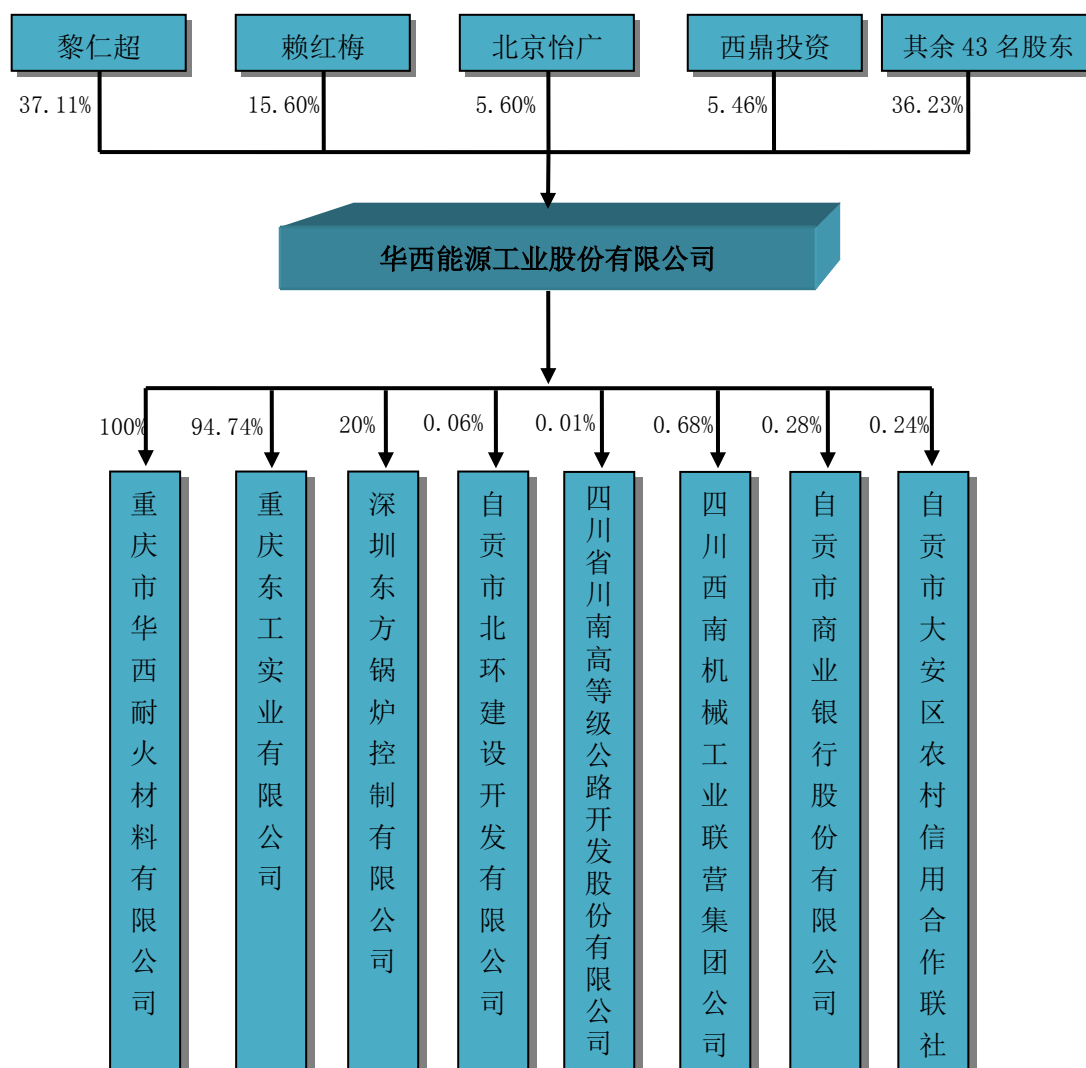 黎仁超
赖红梅
北京怡广
西鼎投资
其余 43 名股东
37.11%
15.60%
5.60%
5.46%
36.23%
华西能源工业股份有限公司
100%
94.74%
20%
0.06%
0.01%
0.68%
0.28%
0.24%
重庆市华西耐火材料有限公司
重庆东工实业有限公司
深圳东方锅炉控制有限公司
自贡市北环建设开发有限公司
四川省川南高等级公路开发股份有限公司
四川西南机械工业联营集团公司
自贡市商业银行股份有限公司
自贡市大安区农村信用合作联社